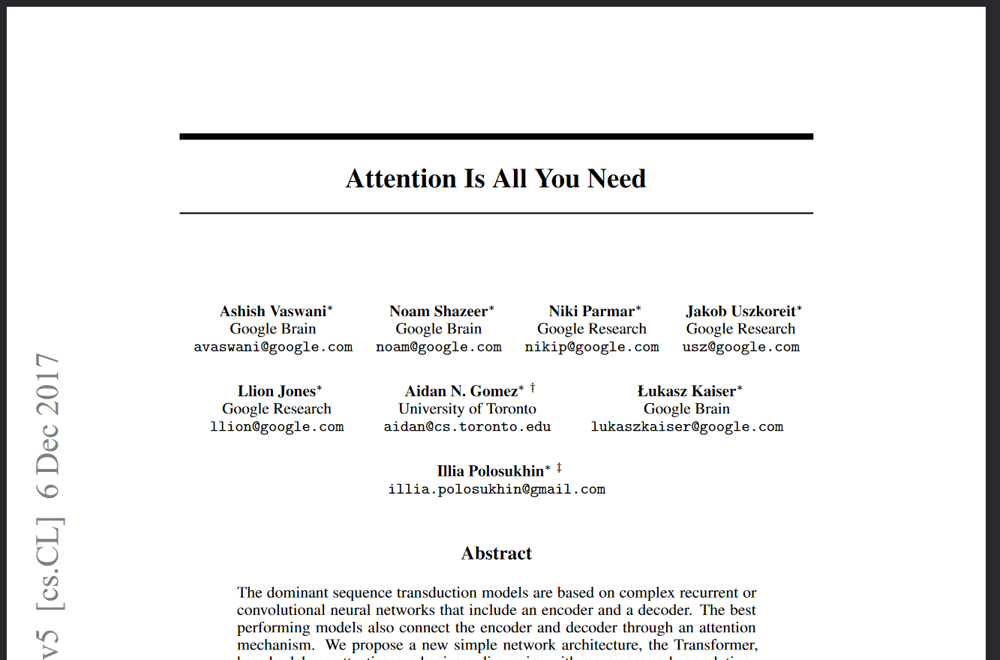 Attention Is All You Need
Ashish Vaswani* Noam Shazeer* Niki Parmar* Jakob Uszkoreit*
Google Brain Google Brain Google Research Google Research
avaswani@google.com noam@google.com nikip@google.com usz@google.com
Llion Jones* Aidan N. Gomez* † Łukasz Kaiser*
Google Research University of Toronto Google Brain
llion@google.com aidan@cs.toronto.edu lukaszkaiser@google.com
Illia Polosukhin* ‡
illia.polosukhin@gmail.com
v5 [cs.CL] 6 Dec 2017
Abstract
The dominant sequence transduction models are based on complex recurrent or
convolutional neural networks that include an encoder and a decoder. The best
performing models also connect the encoder and decoder through an attention
mechanism. We propose a new simple network architecture, the Transformer,